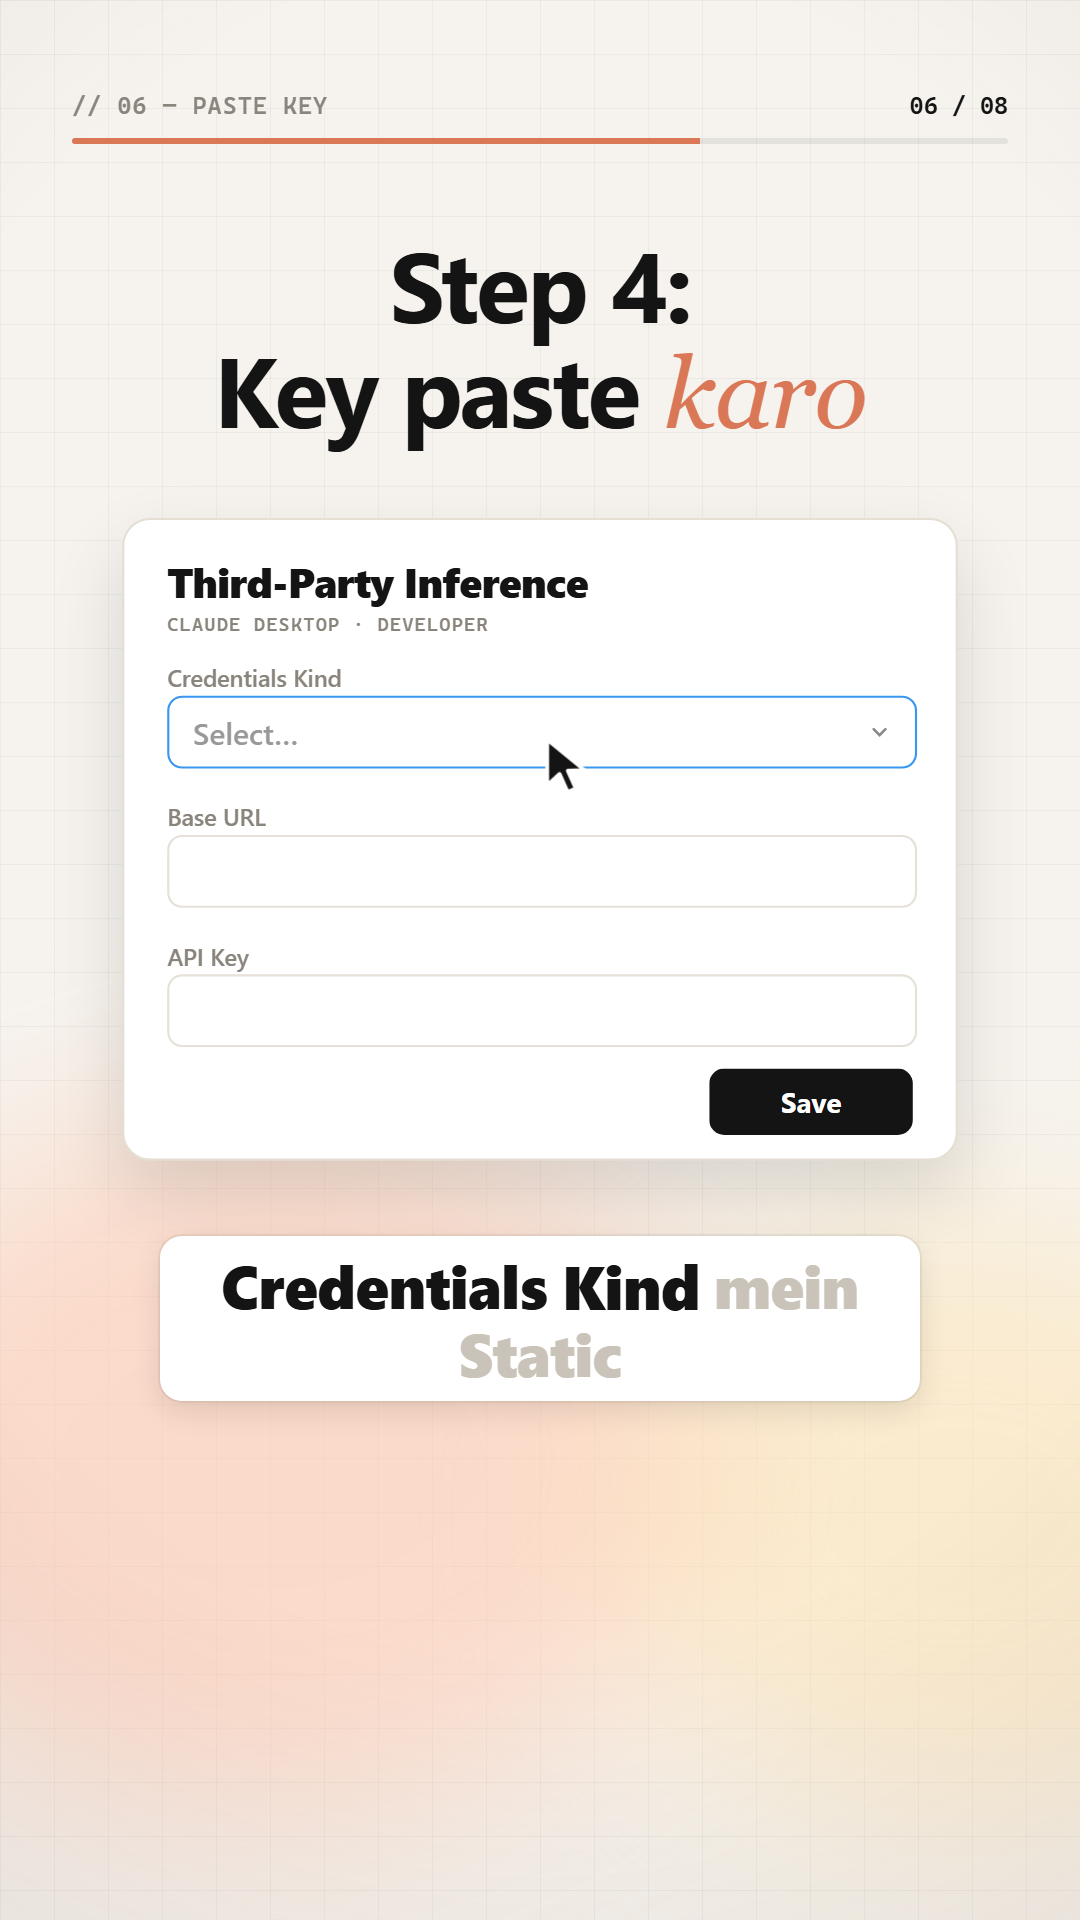 // 06 — PASTE KEY
06 / 08
Step 4:
Key paste karo
Third-Party Inference
CLAUDE DESKTOP · DEVELOPER
Credentials Kind
Select...
Base URL
API Key
Save
Credentials Kind mein
Static